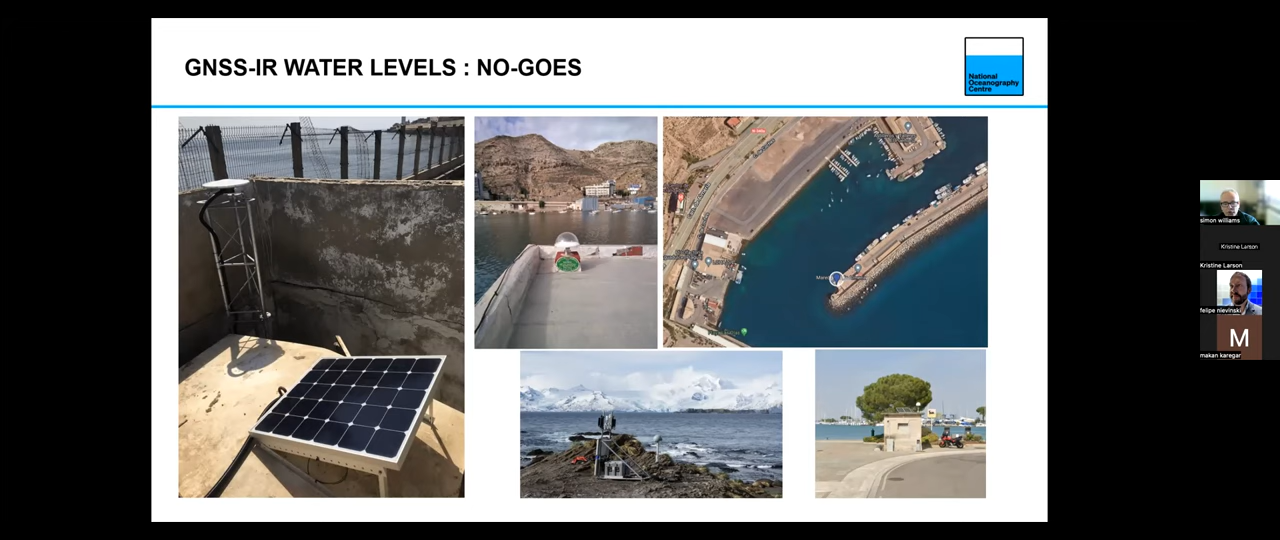 GNSS-IR WATER LEVELS : NO-GOES
National
Oceanography
Centre
simon williams
Kristine Larson
Kristine Larson
felipe nievinski
M
makan karegar